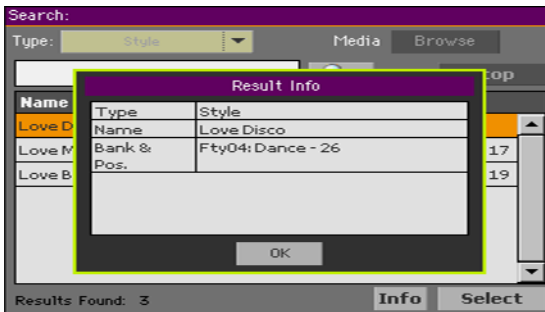 Search:
Type: Style Media Browse
Result Info
top
Name
Type Style
Love D
Name Love Disco
Love M
Bank & Fty04: Dance - 26
17
Pos.
Love B
19
OK
Results Found: 3 Info Select